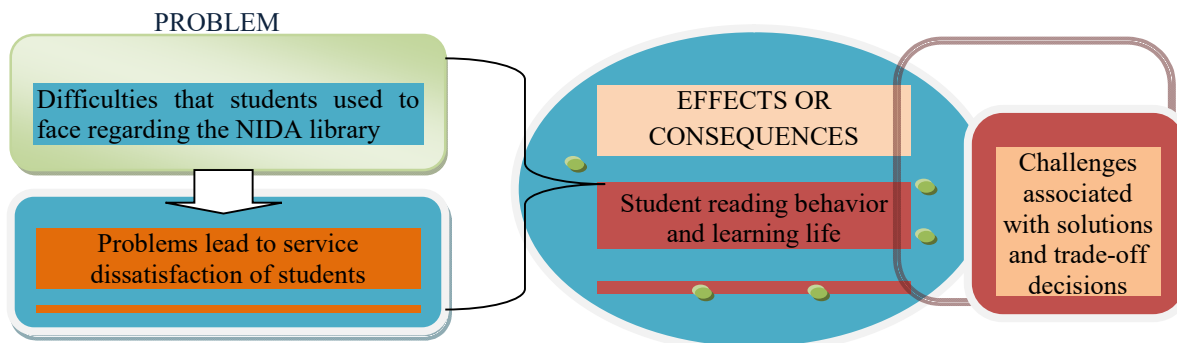 PROBLEM
Difficulties that students used to
face regarding the NIDA library
Problems lead to service
dissatisfaction of students
EFFECTS OR
CONSEQUENCES
Student reading behavior
and learning life
Challenges
associated
with solutions
and trade-off
decisions